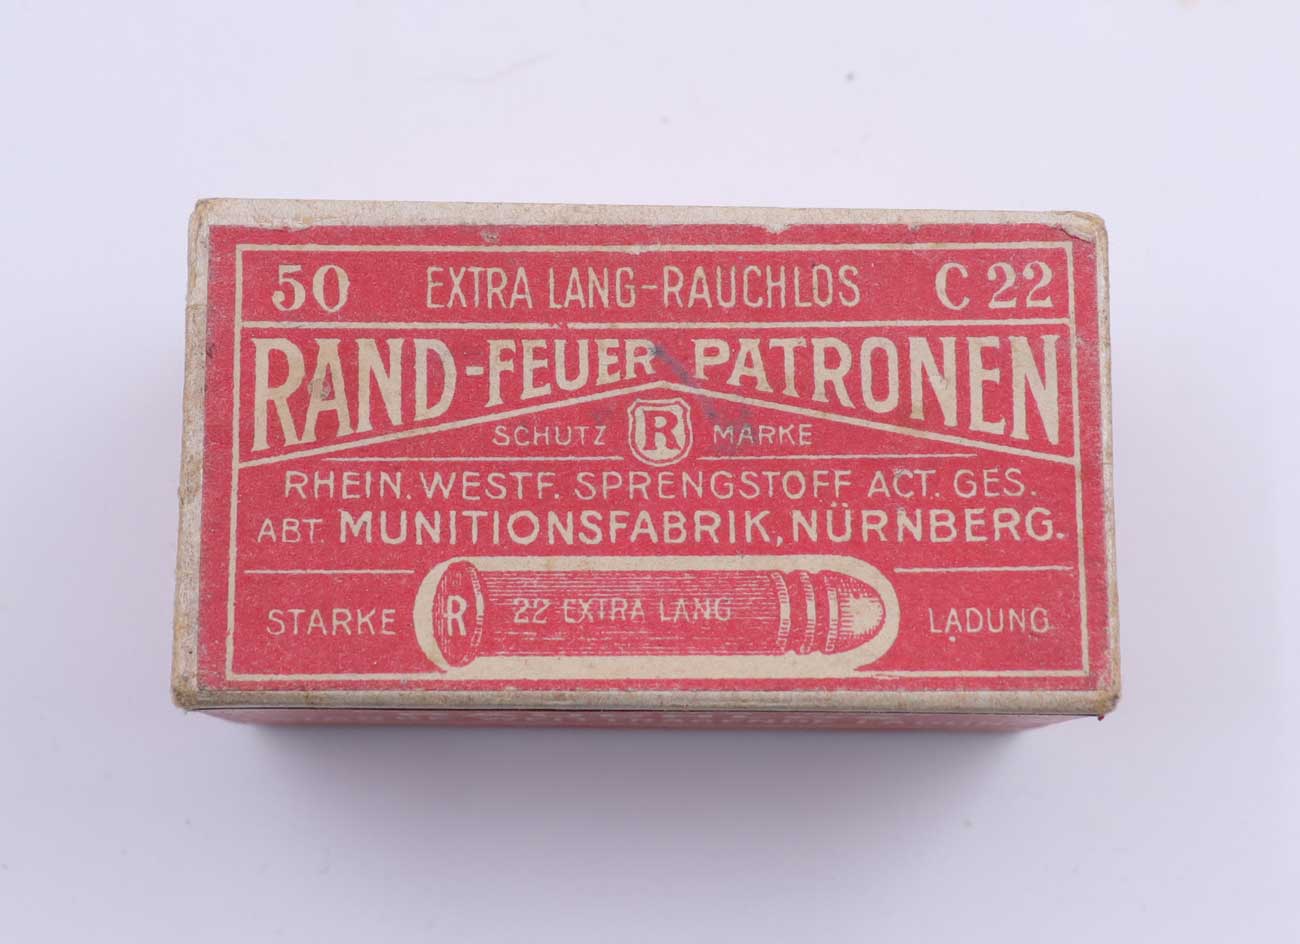 50 EXTRA LANG-RAUCHLOS C 22
RAND-FEUER PATRONEN
SCHUTZ R MARKE
RHEIN. WESTF. SPRENGSTOFF ACT. GES.
ABT. MUNITIONSFABRIK, NÜRNBERG.
STARKE R 22 EXTRA LANG LADUNG